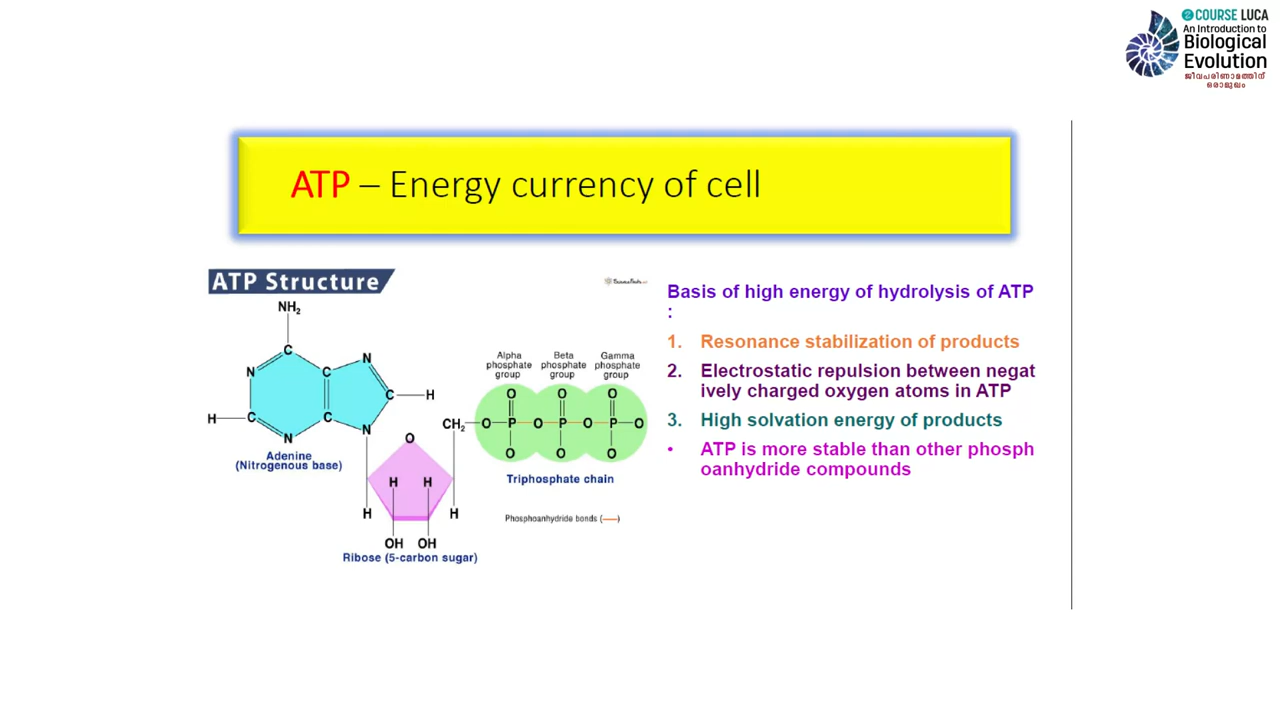 COURSE LUCA
An Introduction to
Biological
Evolution
ജീവപരിണാമത്തിന്
ഒരാമുഖം
ATP – Energy currency of cell
ATP Structure
NH2
N
C
C
N
C
H
H
C
N
C
N
Adenine
(Nitrogenous base)
Alpha
phosphate
group
Beta
phosphate
group
Gamma
phosphate
group
O
O
O
CH2
O
P
O
P
O
P
O
O
O
O
Triphosphate chain
Phosphoanhydride bonds (—)
O
H
H
H
H
OH
OH
Ribose (5-carbon sugar)
Basis of high energy of hydrolysis of ATP
:
1. Resonance stabilization of products
2. Electrostatic repulsion between negat
ively charged oxygen atoms in ATP
3. High solvation energy of products
• ATP is more stable than other phosph
oanhydride compounds